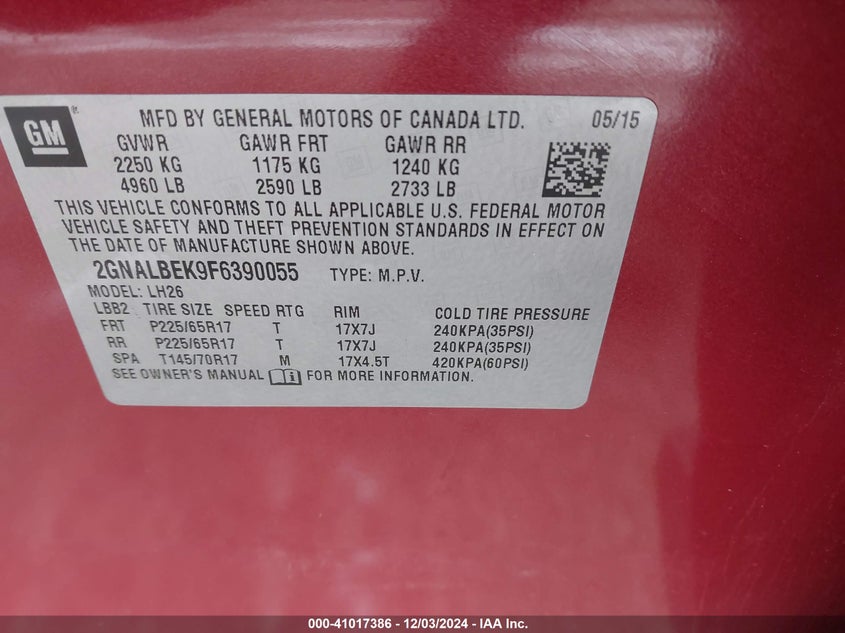 GM ®
MFD BY GENERAL MOTORS OF CANADA LTD. 05/15
GVWR GAWR FRT GAWR RR
2250 KG 1175 KG 1240 KG
4960 LB 2590 LB 2733 LB
THIS VEHICLE CONFORMS TO ALL APPLICABLE U.S. FEDERAL MOTOR
VEHICLE SAFETY AND THEFT PREVENTION STANDARDS IN EFFECT ON
THE DATE OF MANUFACTURE SHOWN ABOVE.
2GNALBEK9F6390055 TYPE: M.P.V.
MODEL: LH26
LBB2 TIRE SIZE SPEED RTG RIM COLD TIRE PRESSURE
FRT P225/65R17 T 17X7J 240KPA(35PSI)
RR P225/65R17 T 17X7J 240KPA(35PSI)
SPA T145/70R17 M 17X4.5T 420KPA(60PSI)
SEE OWNER'S MANUAL FOR MORE INFORMATION.
000-41017386 - 12/03/2024 - IAA Inc.